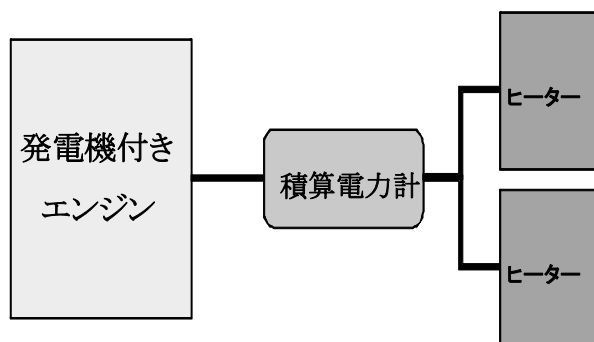 発電機付き
エンジン
積算電力計
ヒーター
ヒーター